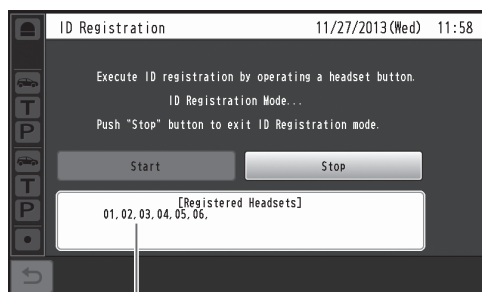 ID Registration 11/27/2013(Wed) 11:58
Execute ID registration by operating a headset button.
ID Registration Mode...
Push "Stop" button to exit ID Registration mode.
Start Stop
[Registered Headsets]
01,02,03,04,05,06,
T
P
T
P